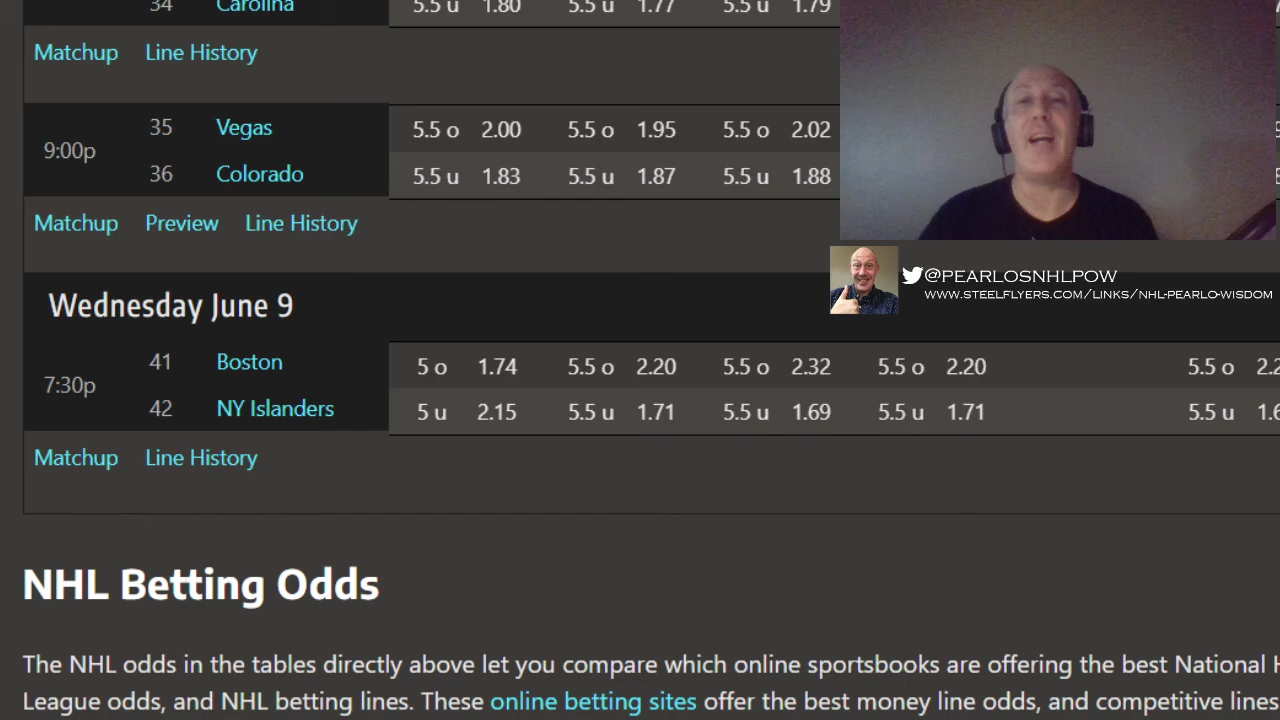 34 Carolina 5.5 u 1.80 5.5 u 1.77 5.5 u 1.79
Matchup Line History
9:00p
35 Vegas 5.5 o 2.00 5.5 o 1.95 5.5 o 2.02
36 Colorado 5.5 u 1.83 5.5 u 1.87 5.5 u 1.88
Matchup Preview Line History
@PEARLOSNHLPOW
WWW.STEELFLYERS.COM/LINKS/NHL-PEARLO-WISDOM
Wednesday June 9
7:30p
41 Boston 5 o 1.74 5.5 o 2.20 5.5 o 2.32 5.5 o 2.20 5.5 o
42 NY Islanders 5 u 2.15 5.5 u 1.71 5.5 u 1.69 5.5 u 1.71 5.5 u
Matchup Line History
NHL Betting Odds
The NHL odds in the tables directly above let you compare which online sportsbooks are offering the best National
League odds, and NHL betting lines. These online betting sites offer the best money line odds, and competitive lines